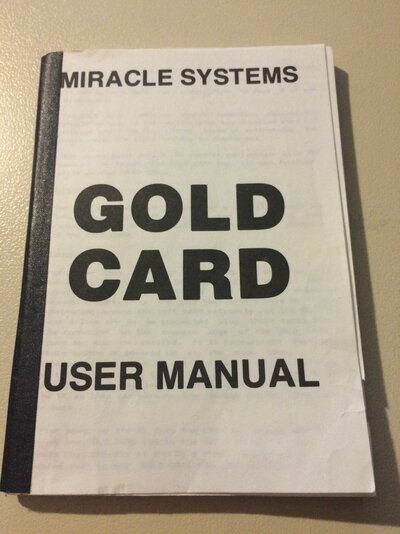 MIRACLE SYSTEMS
GOLD
CARD
USER MANUAL